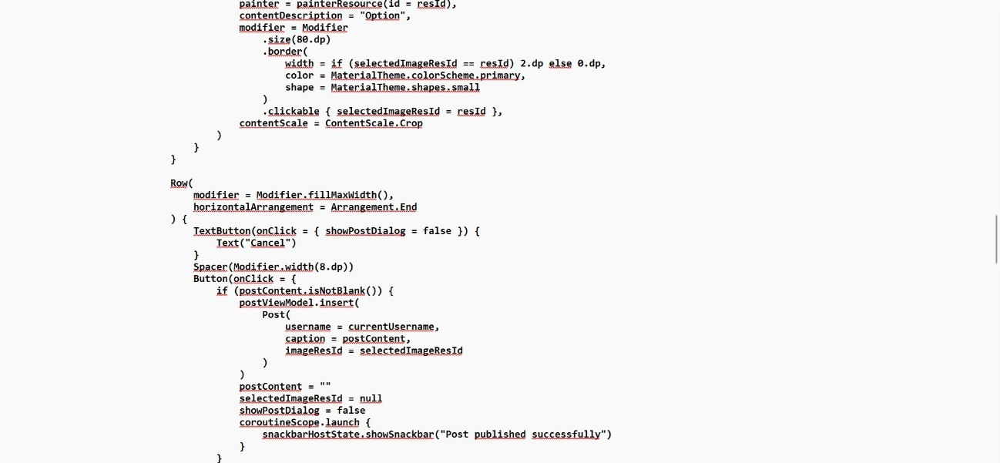 painter = painterResource(id = resId),
contentDescription = "Option",
modifier = Modifier
.size(80.dp)
.border(
width = if (selectedImageResId == resId) 2.dp else 0.dp,
color = MaterialTheme.colorScheme.primary,
shape = MaterialTheme.shapes.small
)
.clickable { selectedImageResId = resId },
contentScale = ContentScale.Crop
)
}
}
Row(
modifier = Modifier.fillMaxWidth(),
horizontalArrangement = Arrangement.End
) {
TextButton(onClick = { showPostDialog = false }) {
Text("Cancel")
}
Spacer(Modifier.width(8.dp))
Button(onClick = {
if (postContent.isNotBlank()) {
postViewModel.insert(
Post(
username = currentUsername,
caption = postContent,
imageResId = selectedImageResId
)
)
postContent = ""
selectedImageResId = null
showPostDialog = false
coroutineScope.launch {
snackbarHostState.showSnackbar("Post published successfully")
}
}